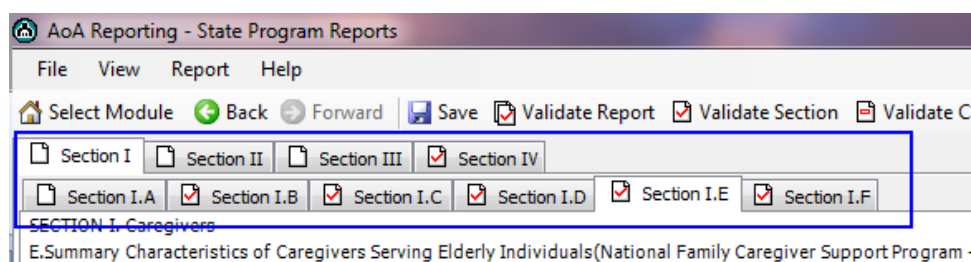 AoA Reporting - State Program Reports
File View Report Help
Select Module Back Forward Save Validate Report Validate Section Validate C
Section I Section II Section III Section IV
Section I.A Section I.B Section I.C Section I.D Section I.E Section I.F
SECTION I. Caregivers
E.Summary Characteristics of Caregivers Serving Elderly Individuals(National Family Caregiver Support Program -